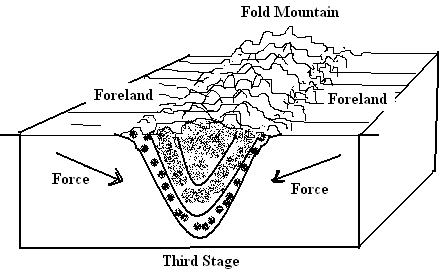 Fold Mountain
Foreland
Foreland
Force
Force
Third Stage